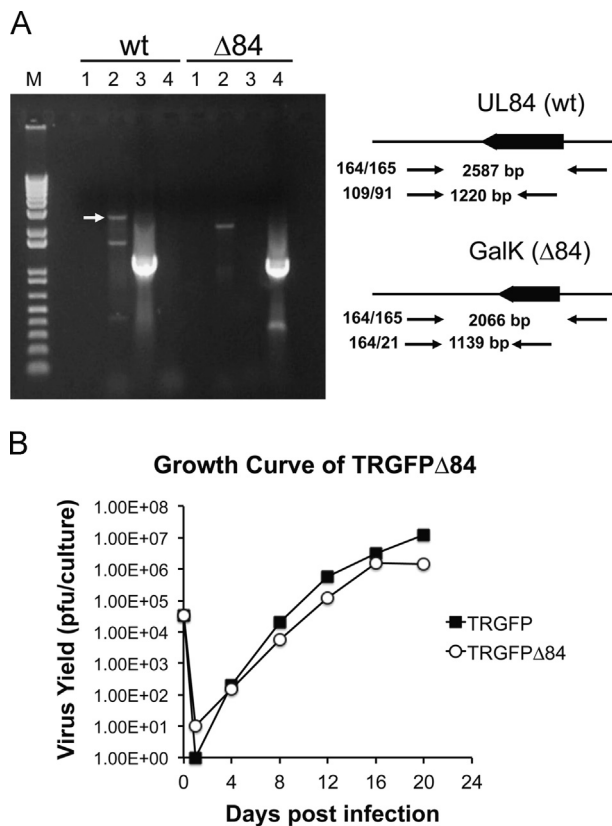 A
wt
Δ84
M
1 2 3 4
1 2 3 4
UL84 (wt)
164/165
2587 bp
109/91
1220 bp
GalK (Δ84)
164/165
2066 bp
164/21
1139 bp
B
Growth Curve of TRGFPΔ84
Virus Yield (pfu/culture)
1.00E+08
1.00E+07
1.00E+06
1.00E+05
1.00E+04
1.00E+03
1.00E+02
1.00E+01
1.00E+00
0 4 8 12 16 20 24
Days post infection
TRGFP
TRGFPΔ84